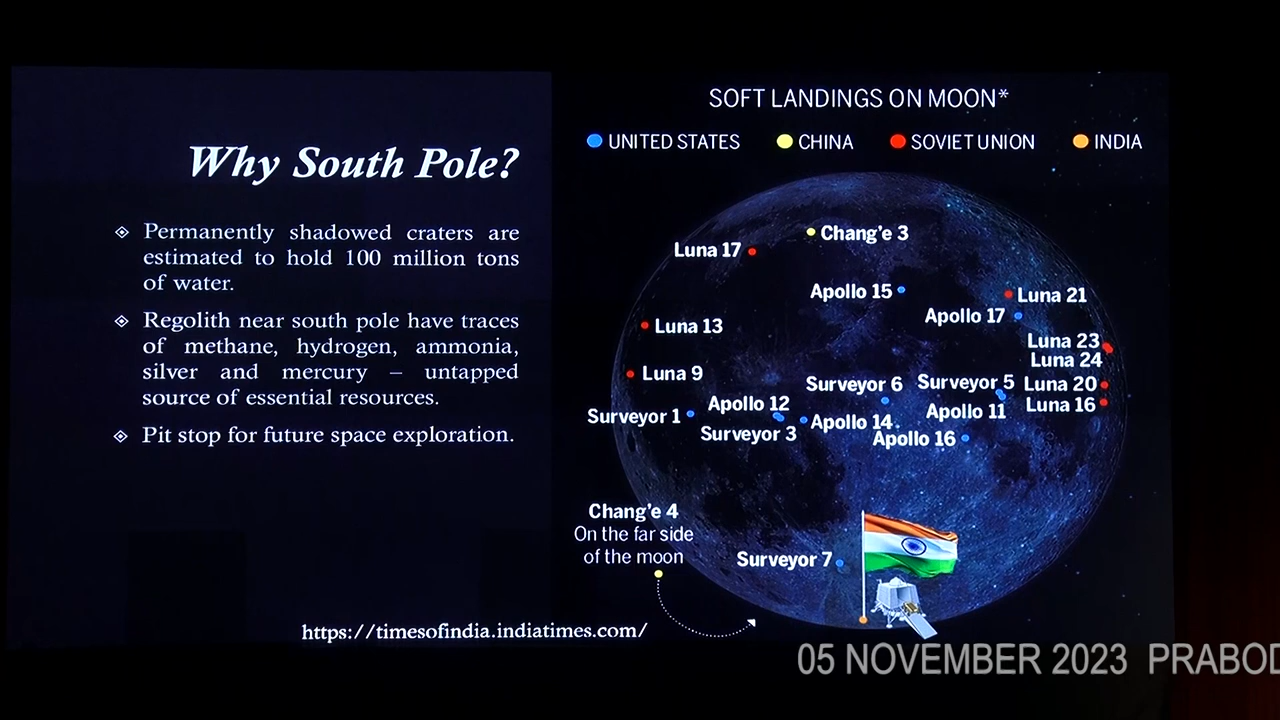 Why South Pole?
Permanently shadowed craters are
estimated to hold 100 million tons
of water.
Regolith near south pole have traces
of methane, hydrogen, ammonia,
silver and mercury – untapped
source of essential resources.
Pit stop for future space exploration.
https://timesofindia.indiatimes.com/
SOFT LANDINGS ON MOON*
UNITED STATES CHINA SOVIET UNION INDIA
Chang'e 3
Luna 17
Apollo 15
Luna 21
Apollo 17
Luna 13
Luna 23
Luna 24
Luna 9
Surveyor 6
Surveyor 5
Luna 20
Apollo 12
Luna 16
Surveyor 1
Apollo 11
Apollo 14
Surveyor 3
Apollo 16
Chang'e 4
On the far side
of the moon
Surveyor 7
05 NOVEMBER 2023 PRABOD